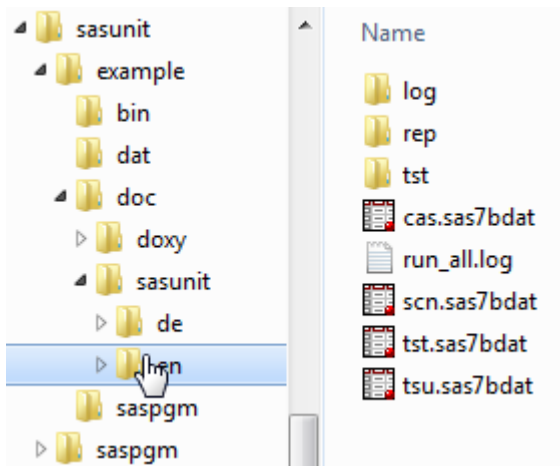 sasunit
example
bin
dat
doc
doxy
sasunit
de
en
saspgm
saspgm
Name
log
rep
tst
cas.sas7bdat
run_all.log
scn.sas7bdat
tst.sas7bdat
tsu.sas7bdat